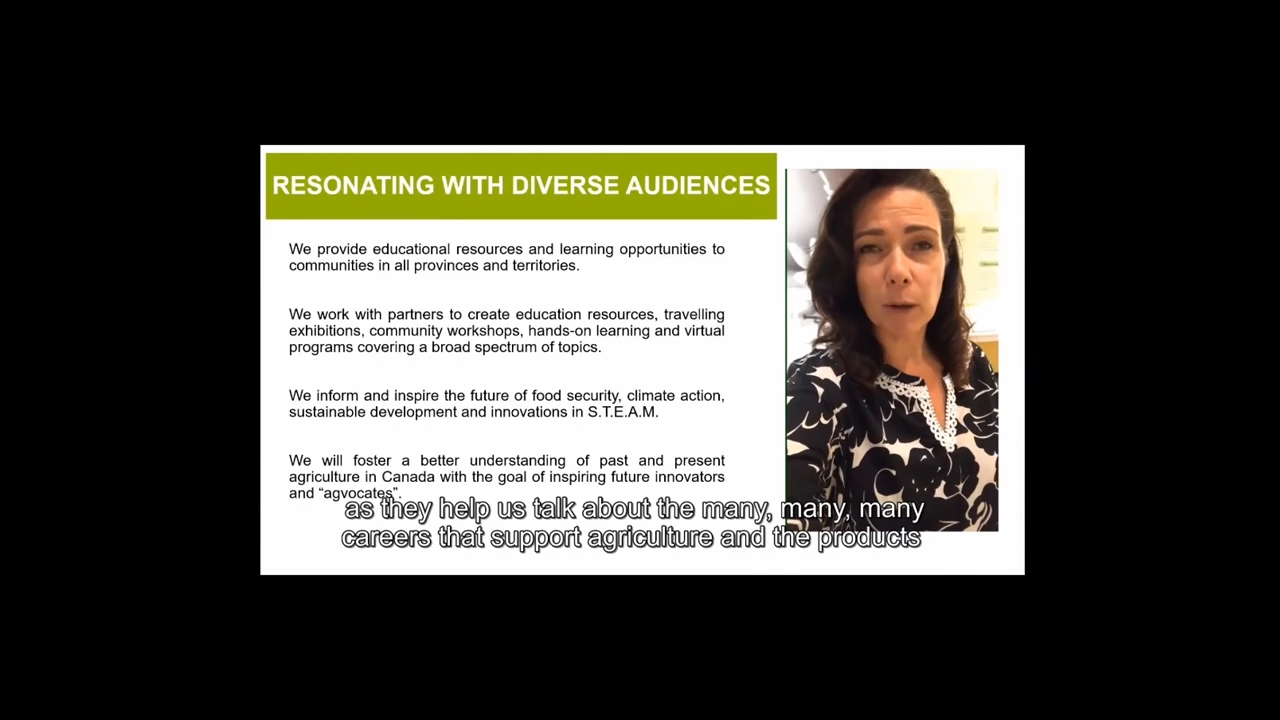 RESONATING WITH DIVERSE AUDIENCES
We provide educational resources and learning opportunities to
communities in all provinces and territories.
We work with partners to create education resources, travelling
exhibitions, community workshops, hands-on learning and virtual
programs covering a broad spectrum of topics.
We inform and inspire the future of food security, climate action,
sustainable development and innovations in S.T.E.A.M.
We will foster a better understanding of past and present
agriculture in Canada with the goal of inspiring future innovators
and “agvocates”.
as they help us talk about the many, many, many
careers that support agriculture and the products